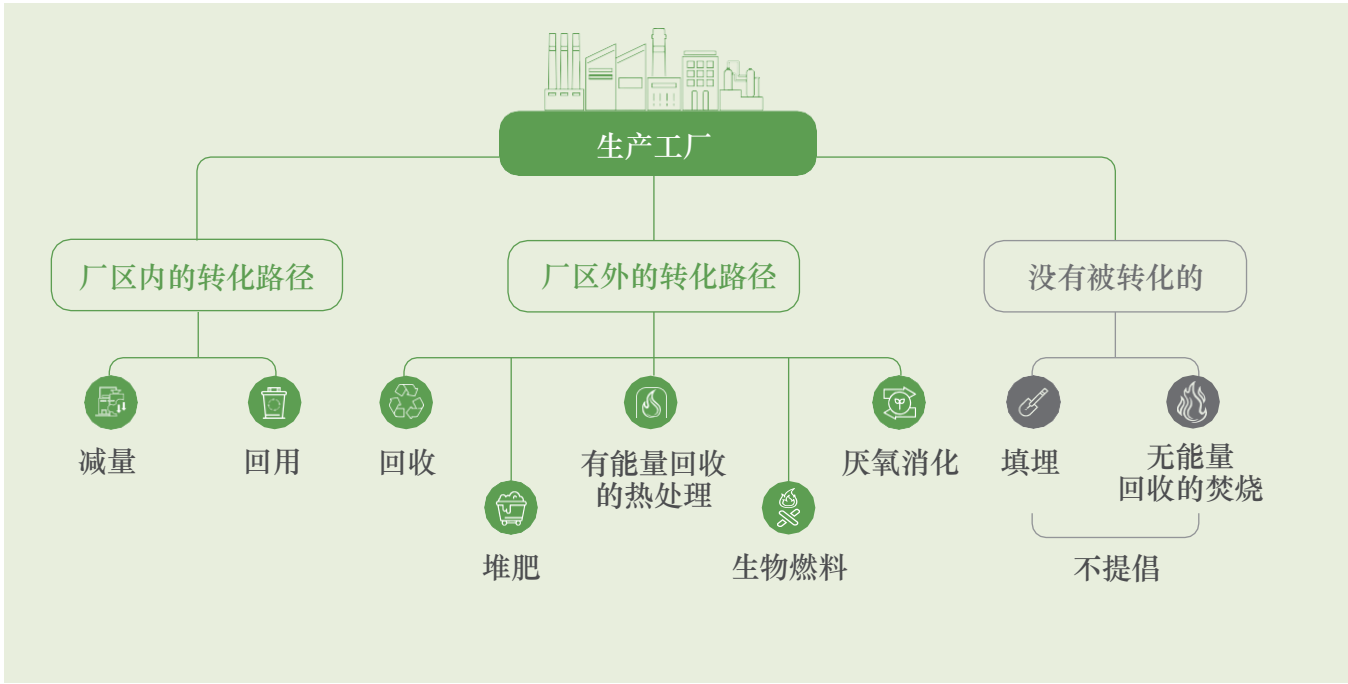 生产工厂
厂区内的转化路径
厂区外的转化路径
没有被转化的
减量
回用
回收
堆肥
有能量回收
的热处理
生物燃料
厌氧消化
填埋
无能量
回收的焚烧
不提倡